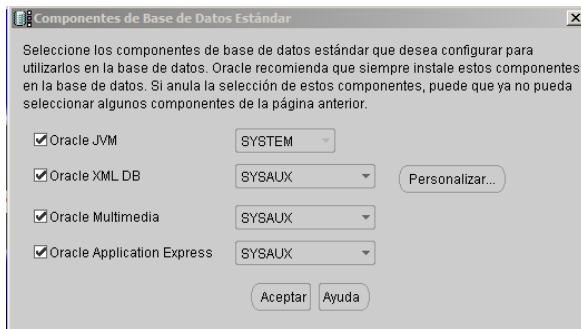 Componentes de Base de Datos Estándar
Seleccione los componentes de base de datos estándar que desea configurar para
utilizarlos en la base de datos. Oracle recomienda que siempre instale estos componentes
en la base de datos. Si anula la selección de estos componentes, puede que ya no pueda
seleccionar algunos componentes de la página anterior.
Oracle JVM SYSTEM
Oracle XML DB SYSAUX Personalizar...
Oracle Multimedia SYSAUX
Oracle Application Express SYSAUX
Aceptar Ayuda